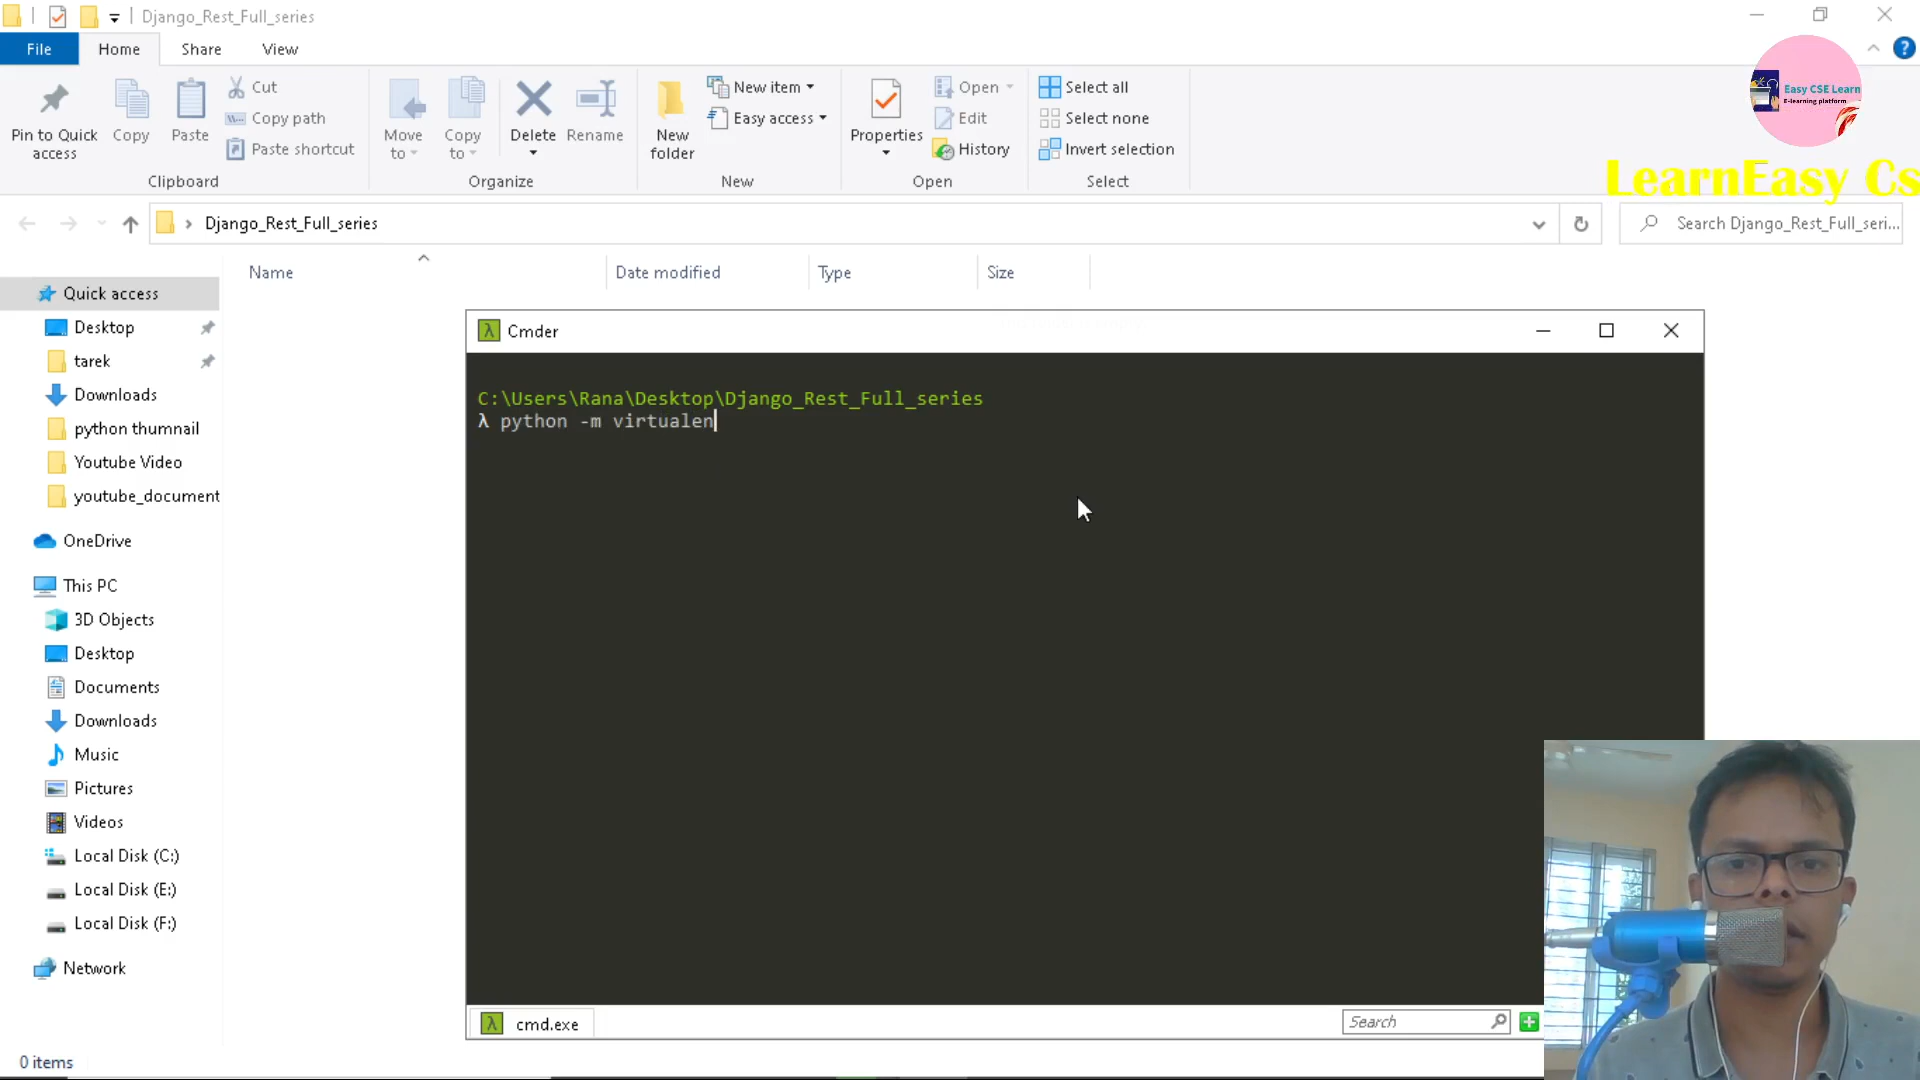 Django_Rest_Full_series
File Home Share View
Pin to Quick access
Copy
Paste
Cut
Copy path
Paste shortcut
Clipboard
Move to
Copy to
Delete
Rename
Organize
New folder
New item
Easy access
New
Properties
Open
Edit
History
Open
Select all
Select none
Invert selection
Select
Easy CSE Learn
E-learning platform
LearnEasy Cs
Django_Rest_Full_series
Search Django_Rest_Full_seri...
Name Date modified Type Size
Quick access
Desktop
tarek
Downloads
python thumnail
Youtube Video
youtube_document
OneDrive
This PC
3D Objects
Desktop
Documents
Downloads
Music
Pictures
Videos
Local Disk (C:)
Local Disk (E:)
Local Disk (F:)
Network
0 items
Cmder
C:\Users\Rana\Desktop\Django_Rest_Full_series
λ python -m virtualen
cmd.exe
Search